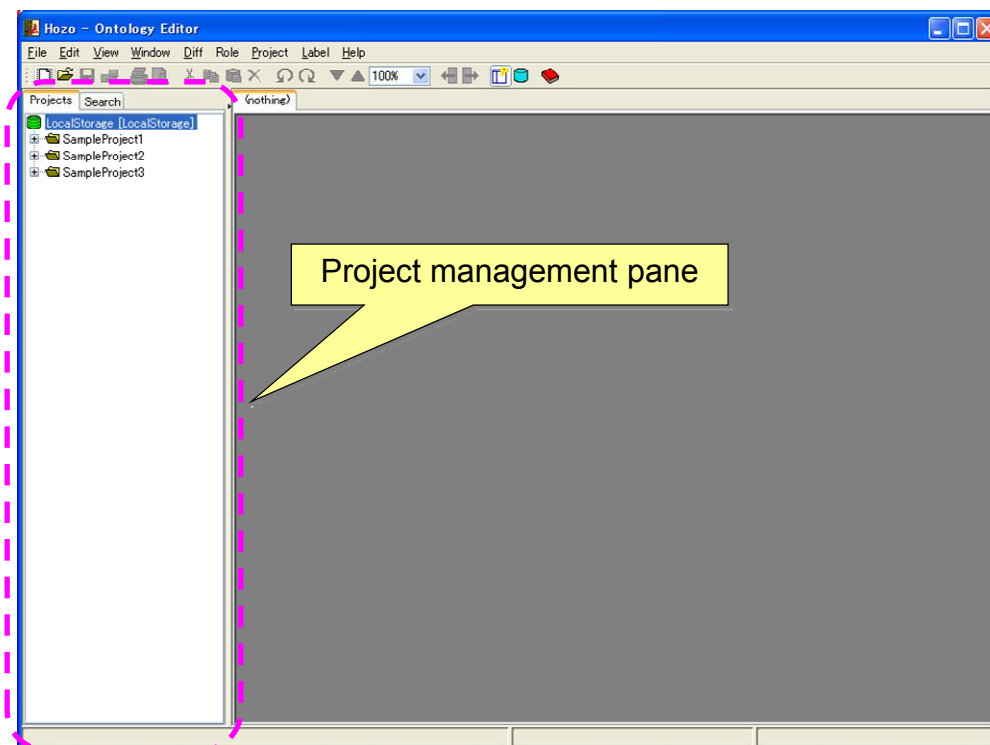 Hozo - Ontology Editor
File Edit View Window Diff Role Project Label Help
100%
Projects Search (nothing)
LocalStorage [LocalStorage]
SampleProject1
SampleProject2
SampleProject3
Project management pane